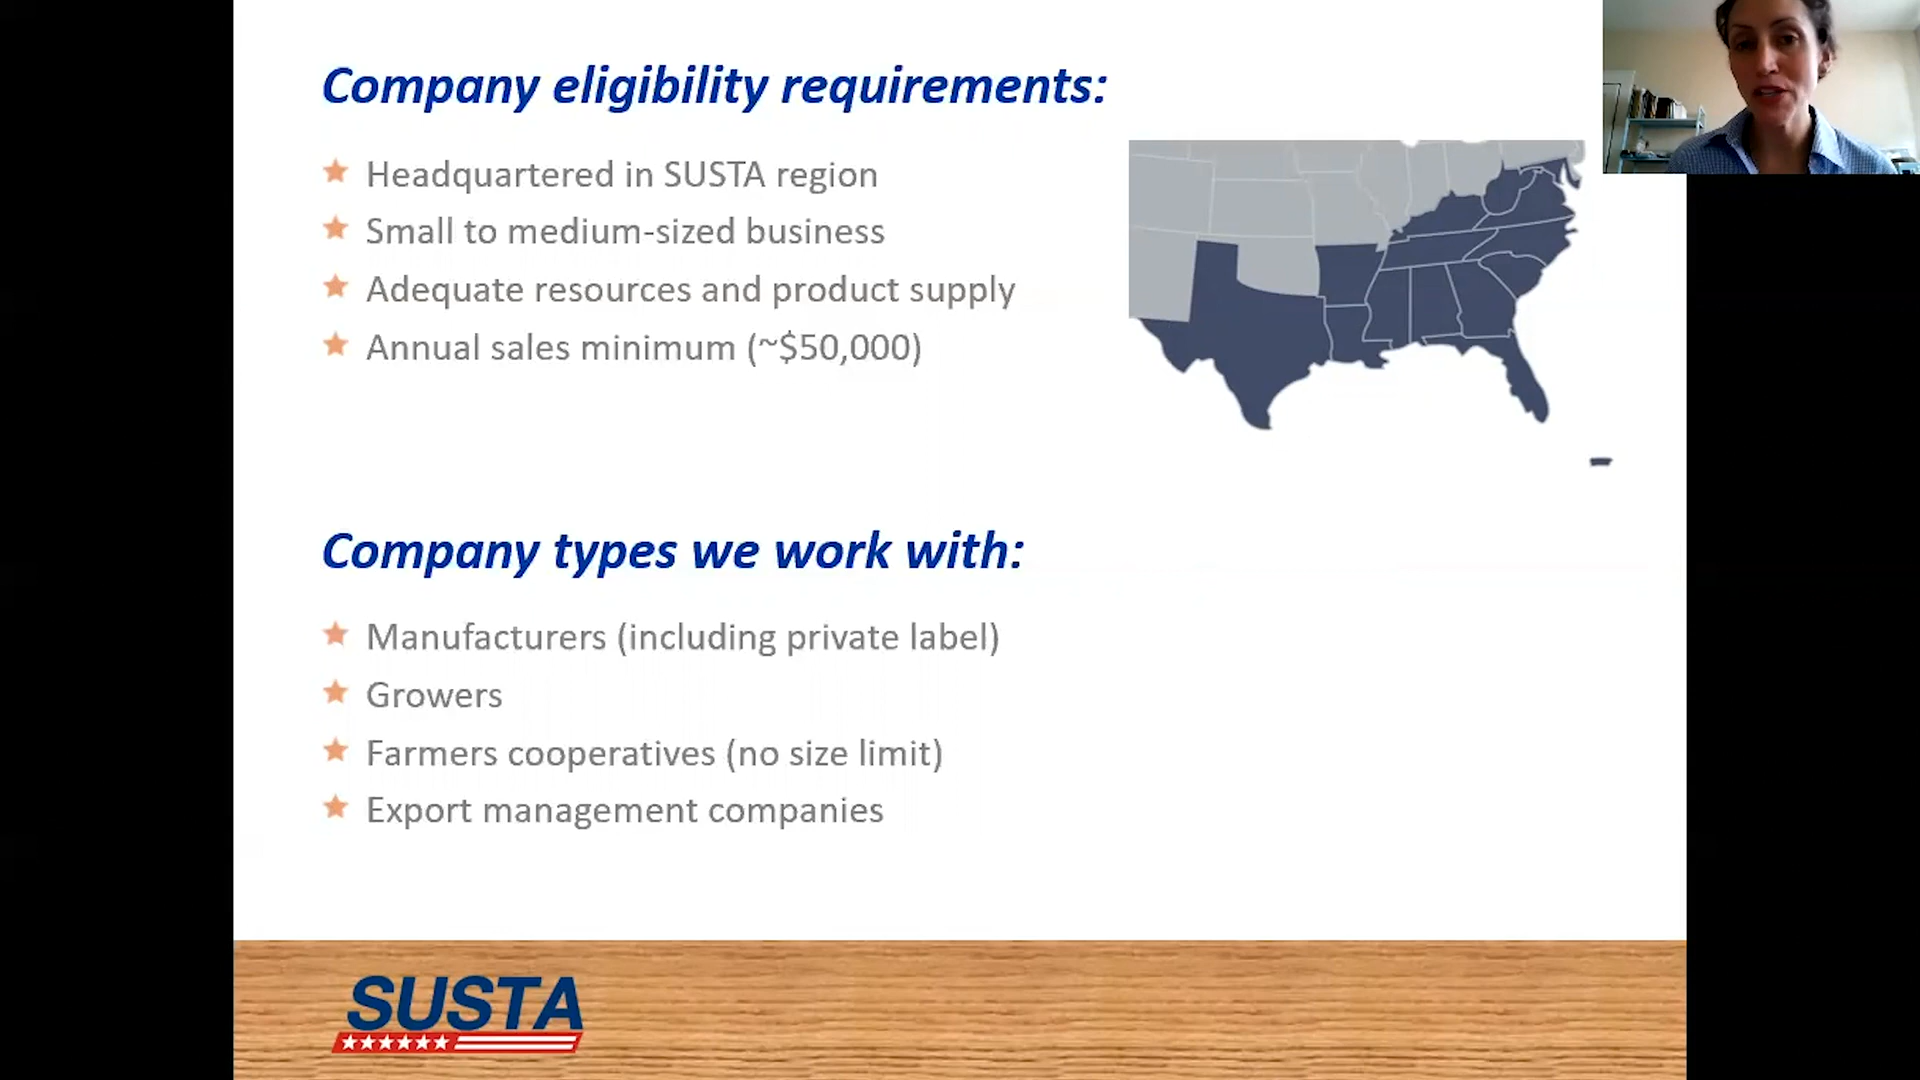 Company eligibility requirements:
Headquartered in SUSTA region
Small to medium-sized business
Adequate resources and product supply
Annual sales minimum (~$50,000)
Company types we work with:
Manufacturers (including private label)
Growers
Farmers cooperatives (no size limit)
Export management companies
SUSTA